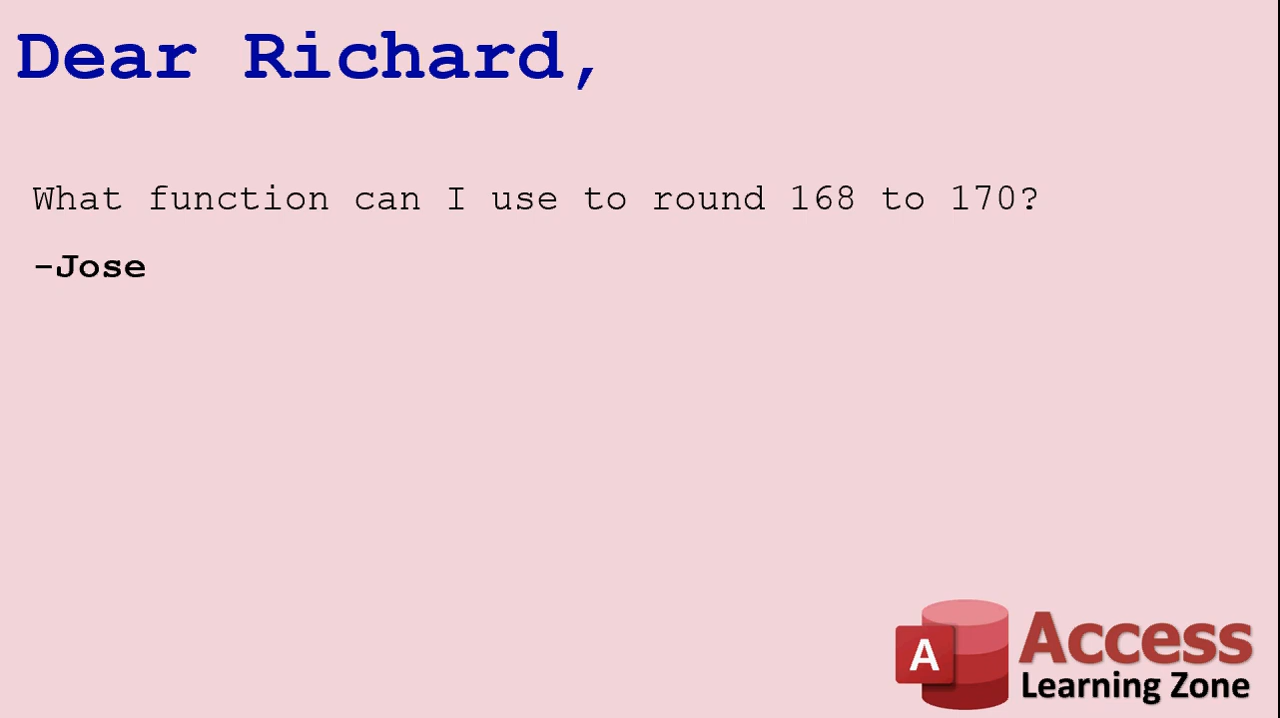 Dear Richard,
What function can I use to round 168 to 170?
-Jose
A
Access
Learning Zone